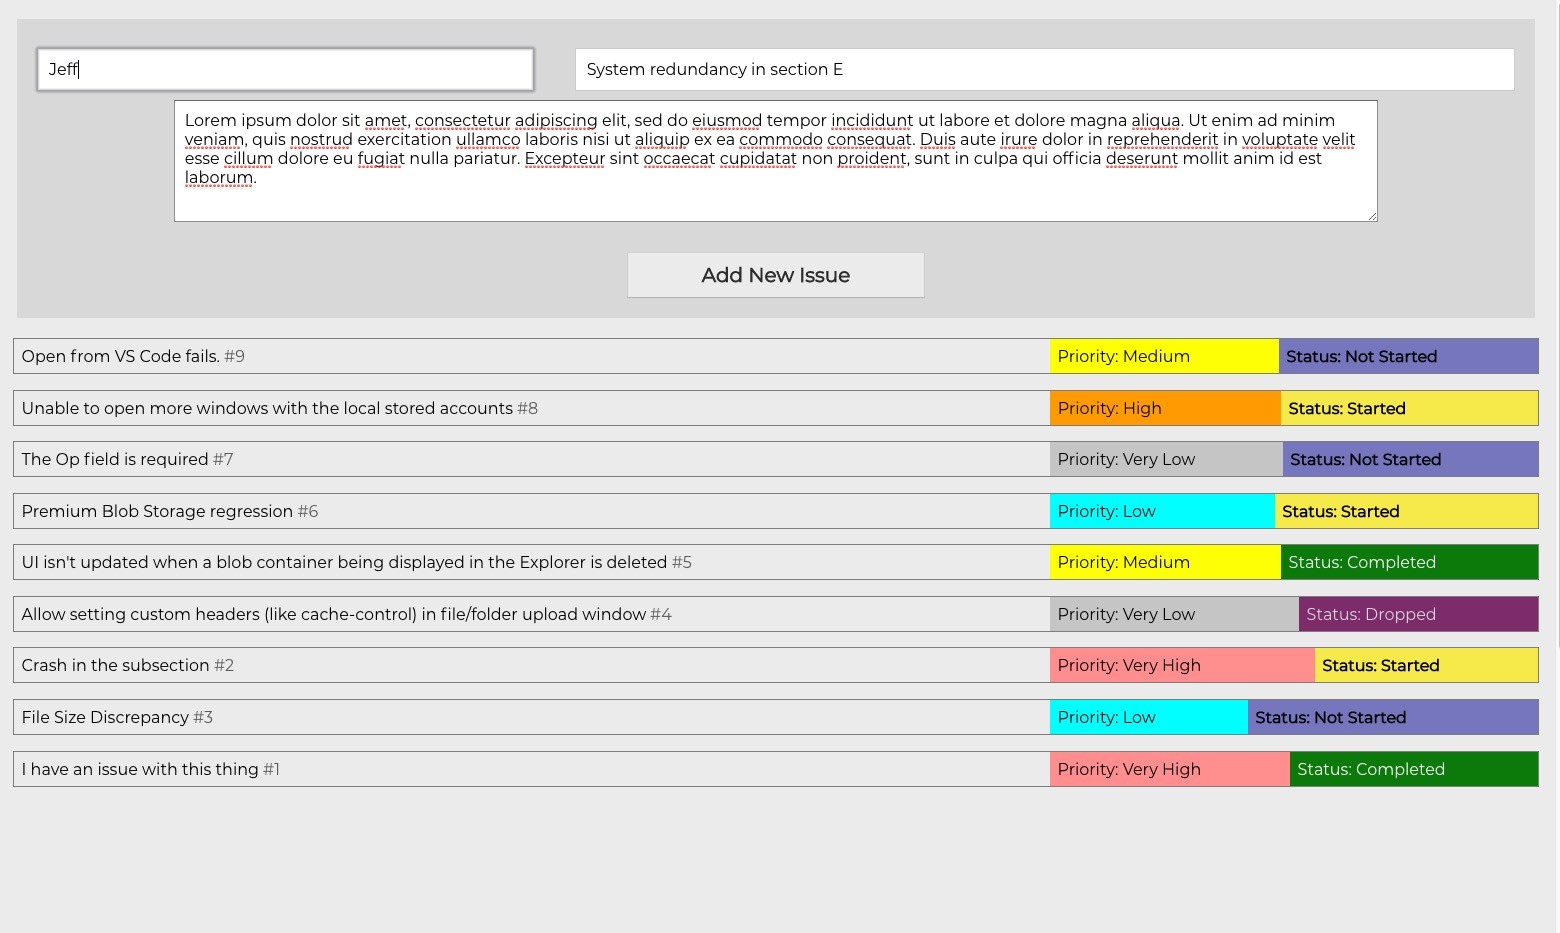 Jeff
System redundancy in section E
Lorem ipsum dolor sit amet, consectetur adipiscing elit, sed do eiusmod tempor incididunt ut labore et dolore magna aliqua. Ut enim ad minim
veniam, quis nostrud exercitation ullamco laboris nisi ut aliquip ex ea commodo consequat. Duis aute irure dolor in reprehenderit in voluptate velit
esse cillum dolore eu fugiat nulla pariatur. Excepteur sint occaecat cupidatat non proident, sunt in culpa qui officia deserunt mollit anim id est
laborum.
Add New Issue
Open from VS Code fails. #9 Priority: Medium Status: Not Started
Unable to open more windows with the local stored accounts #8 Priority: High Status: Started
The Op field is required #7 Priority: Very Low Status: Not Started
Premium Blob Storage regression #6 Priority: Low Status: Started
UI isn't updated when a blob container being displayed in the Explorer is deleted #5 Priority: Medium Status: Completed
Allow setting custom headers (like cache-control) in file/folder upload window #4 Priority: Very Low Status: Dropped
Crash in the subsection #2 Priority: Very High Status: Started
File Size Discrepancy #3 Priority: Low Status: Not Started
I have an issue with this thing #1 Priority: Very High Status: Completed